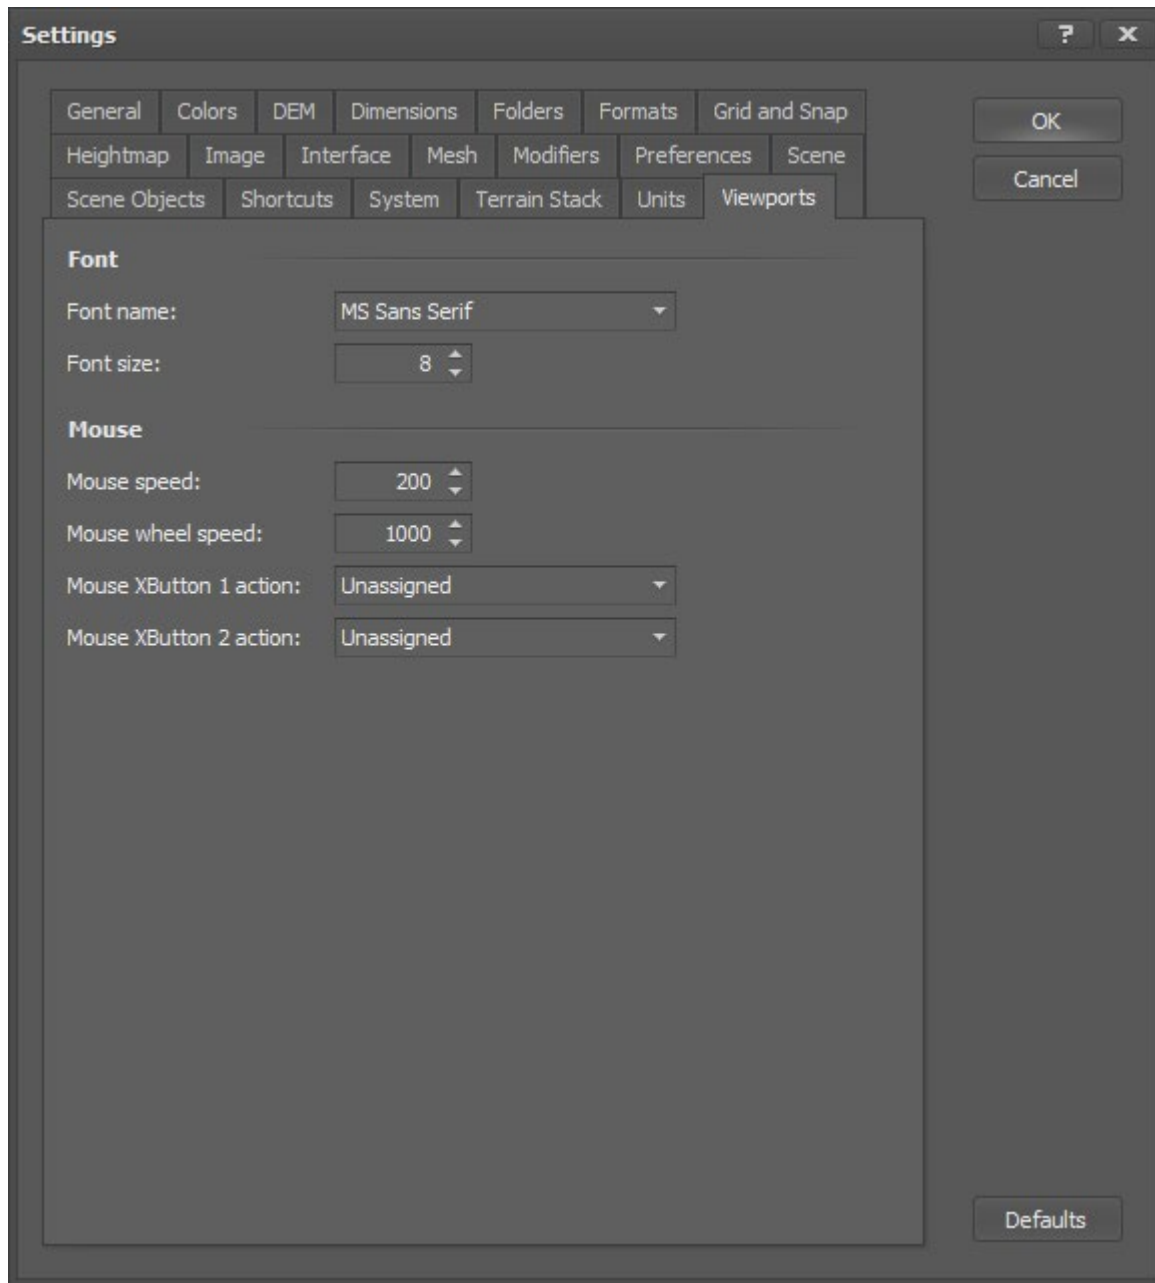 Settings
General Colors DEM Dimensions Folders Formats Grid and Snap
OK
Heightmap Image Interface Mesh Modifiers Preferences Scene
Cancel
Scene Objects Shortcuts System Terrain Stack Units Viewports
Font
Font name: MS Sans Serif
Font size: 8
Mouse
Mouse speed: 200
Mouse wheel speed: 1000
Mouse XButton 1 action: Unassigned
Mouse XButton 2 action: Unassigned
Defaults